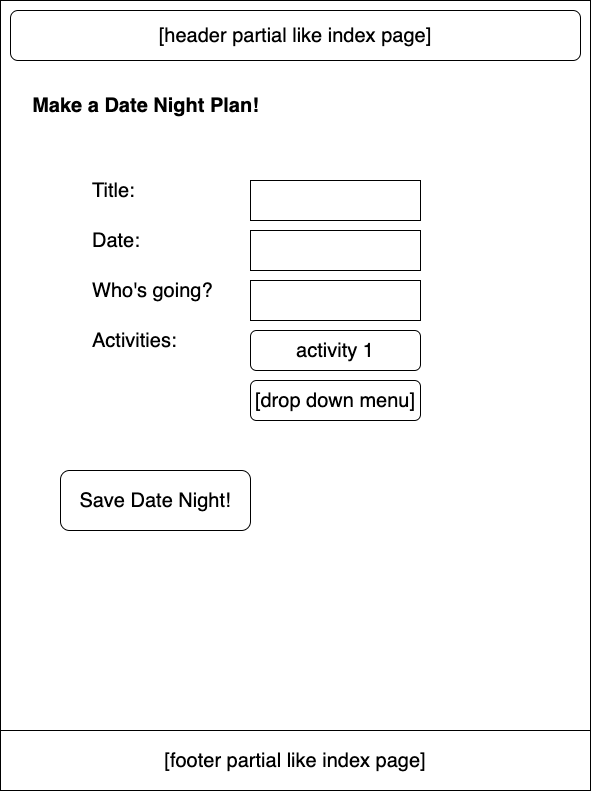 [header partial like index page]
Make a Date Night Plan!
Title:
Date:
Who's going?
Activities:
activity 1
[drop down menu]
Save Date Night!
[footer partial like index page]